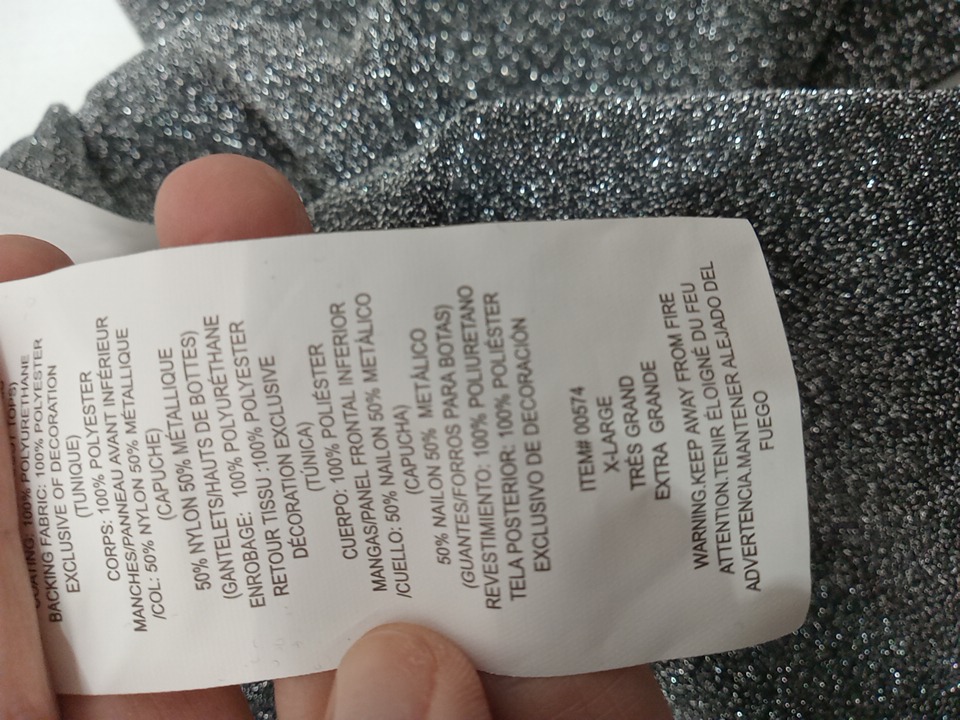 COATING: 100% POLYURETHANE
BACKING FABRIC: 100% POLYESTER
EXCLUSIVE OF DECORATION
(TUNIQUE)
CORPS: 100% POLYESTER
MANCHES/PANNEAU AVANT INFÉRIEUR
/COL: 50% NYLON 50% MÉTALLIQUE
(CAPUCHE)
50% NYLON 50% MÉTALLIQUE
(GANTELETS/HAUTS DE BOTTES)
ENROBAGE: 100% POLYURÉTHANE
RETOUR TISSU :100% POLYESTER
DÉCORATION EXCLUSIVE
(TÚNICA)
CUERPO: 100% POLIÉSTER
MANGAS/PANEL FRONTAL INFERIOR
/CUELLO: 50% NAILON 50% METÁLICO
(CAPUCHA)
50% NAILON 50% METÁLICO
(GUANTES/FORROS PARA BOTAS)
REVESTIMIENTO: 100% POLIURETANO
TELA POSTERIOR: 100% POLIÉSTER
EXCLUSIVO DE DECORACIÓN
ITEM# 00574
X-LARGE
TRÉS GRAND
EXTRA GRANDE
WARNING.KEEP AWAY FROM FIRE
ATTENTION.TENIR ÉLOIGNÉ DU FEU
ADVERTENCIA.MANTENER ALEJADO DEL
FUEGO